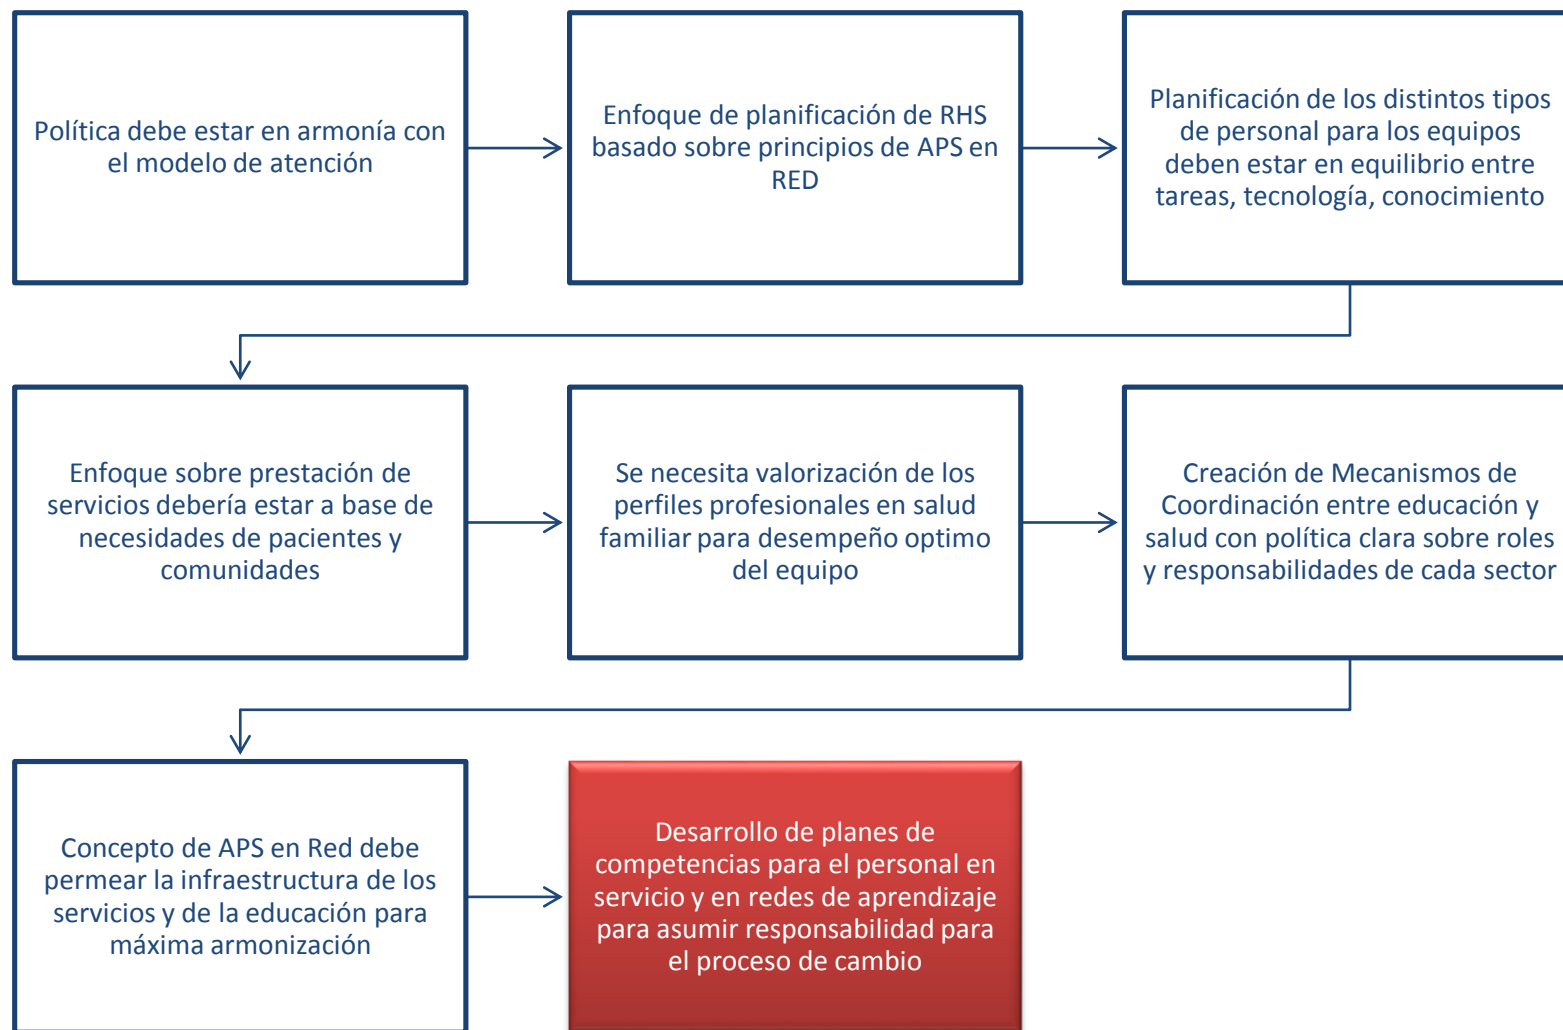 Política debe estar en armonía con
el modelo de atención
Enfoque de planificación de RHS
basado sobre principios de APS en
RED
Planificación de los distintos tipos
de personal para los equipos
deben estar en equilibrio entre
tareas, tecnología, conocimiento
Enfoque sobre prestación de
servicios debería estar a base de
necesidades de pacientes y
comunidades
Se necesita valorización de los
perfiles profesionales en salud
familiar para desempeño optimo
del equipo
Creación de Mecanismos de
Coordinación entre educación y
salud con política clara sobre roles
y responsabilidades de cada sector
Concepto de APS en Red debe
permear la infraestructura de los
servicios y de la educación para
máxima armonización
Desarrollo de planes de
competencias para el personal en
servicio y en redes de aprendizaje
para asumir responsabilidad para
el proceso de cambio